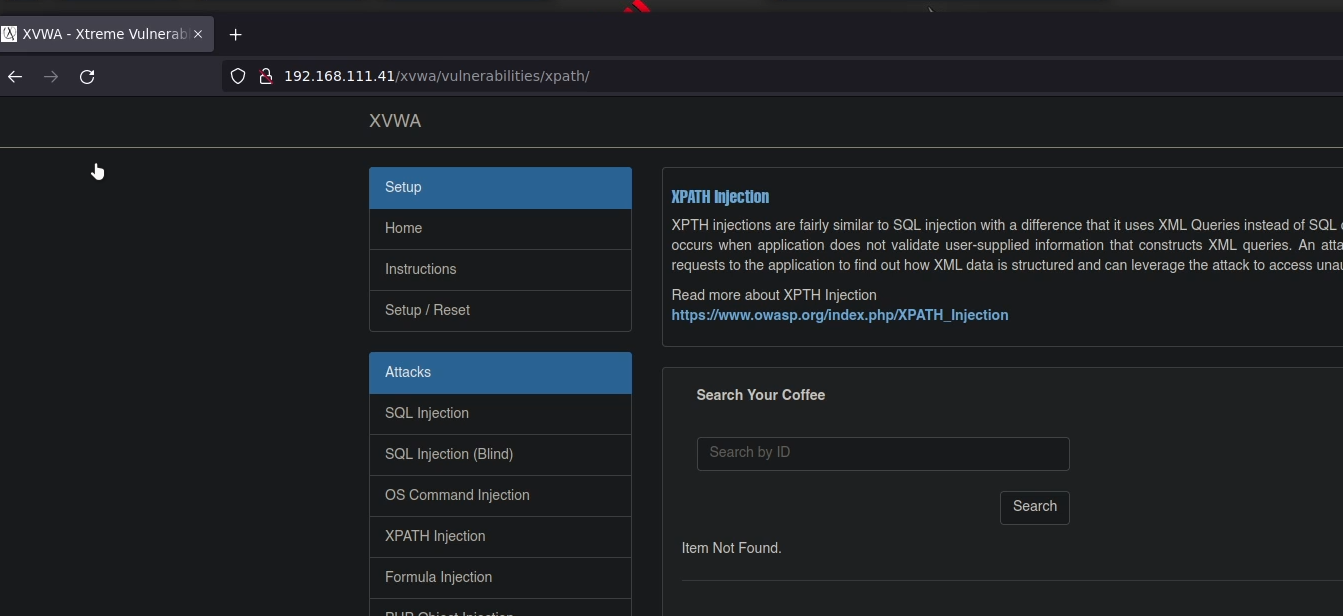 XVWA - Xtreme Vulnerab
192.168.111.41/xvwa/vulnerabilities/xpath/
XVWA
Setup
Home
Instructions
Setup / Reset
Attacks
SQL Injection
SQL Injection (Blind)
OS Command Injection
XPATH Injection
Formula Injection
PHP Object Injection
XPATH Injection
XPTH injections are fairly similar to SQL injection with a difference that it uses XML Queries instead of SQL
occurs when application does not validate user-supplied information that constructs XML queries. An
requests to the application to find out how XML data is structured and can leverage the attack to access
Read more about XPTH Injection
https://www.owasp.org/index.php/XPATH_Injection
Search Your Coffee
Search by ID
Search
Item Not Found.